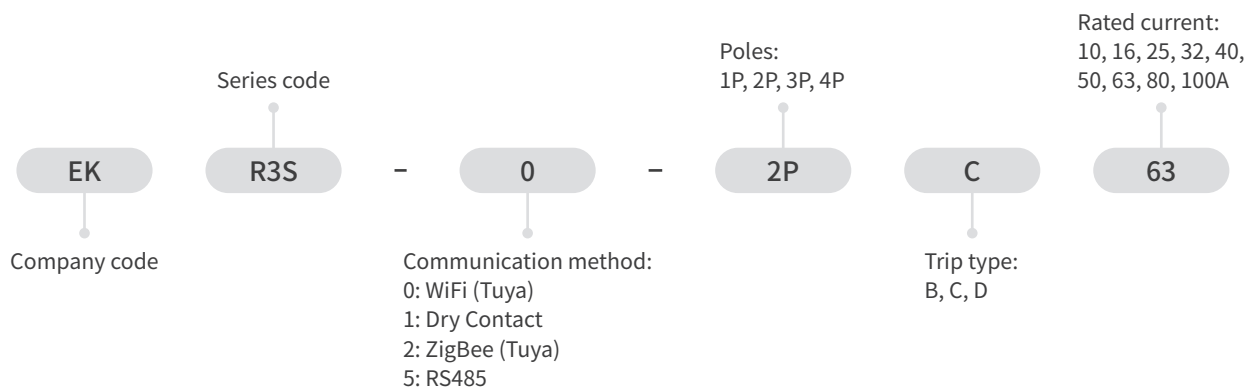 Rated current:
10, 16, 25, 32, 40,
50, 63, 80, 100A
Poles:
1P, 2P, 3P, 4P
Series code
EK R3S - 0 - 2P C 63
Company code
Communication method:
0: WiFi (Tuya)
1: Dry Contact
2: ZigBee (Tuya)
5: RS485
Trip type:
B, C, D